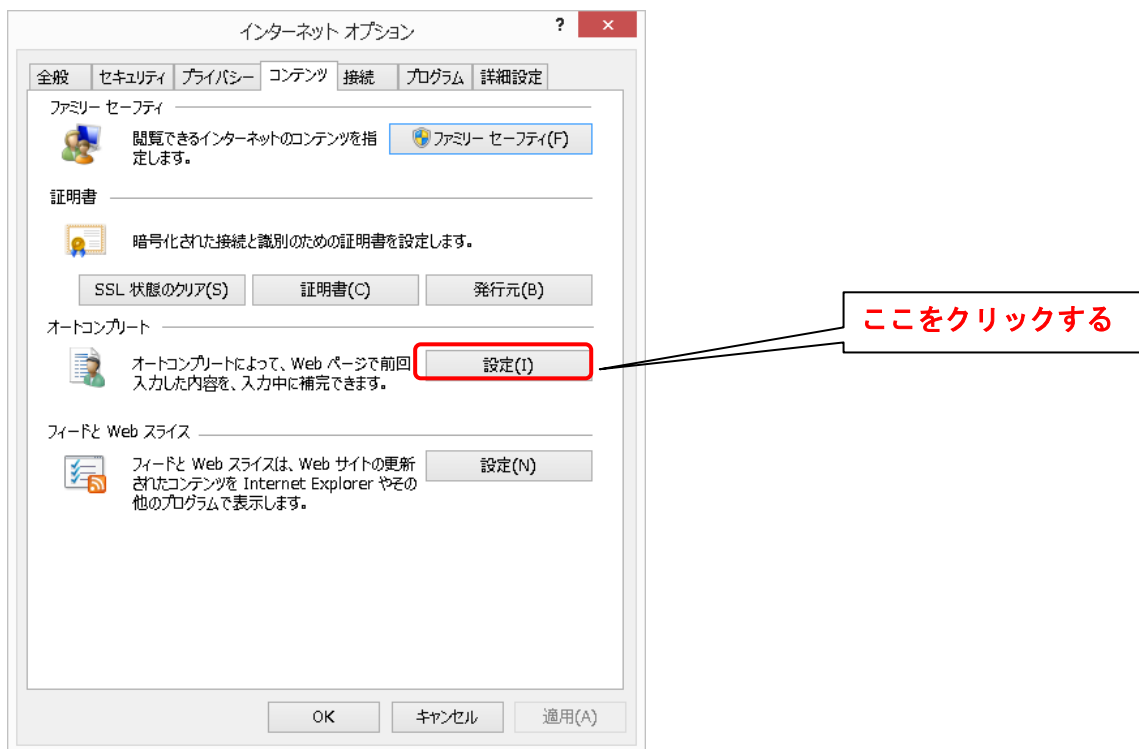 インターネット オプション
?
×
全般 セキュリティ プライバシー コンテンツ 接続 プログラム 詳細設定
ファミリー セーフティ
閲覧できるインターネットのコンテンツを指
定します。
ファミリー セーフティ(F)
証明書
暗号化された接続と識別のための証明書を設定します。
SSL 状態のクリア(S) 証明書(C) 発行元(B)
オートコンプリート
オートコンプリートによって、Web ページで前回
入力した内容を、入力中に補完できます。
設定(I)
ここをクリックする
フィードと Web スライス
フィードと Web スライスは、Web サイトの更新
されたコンテンツを Internet Explorer やその
他のプログラムで表示します。
設定(N)
OK キャンセル 適用(A)